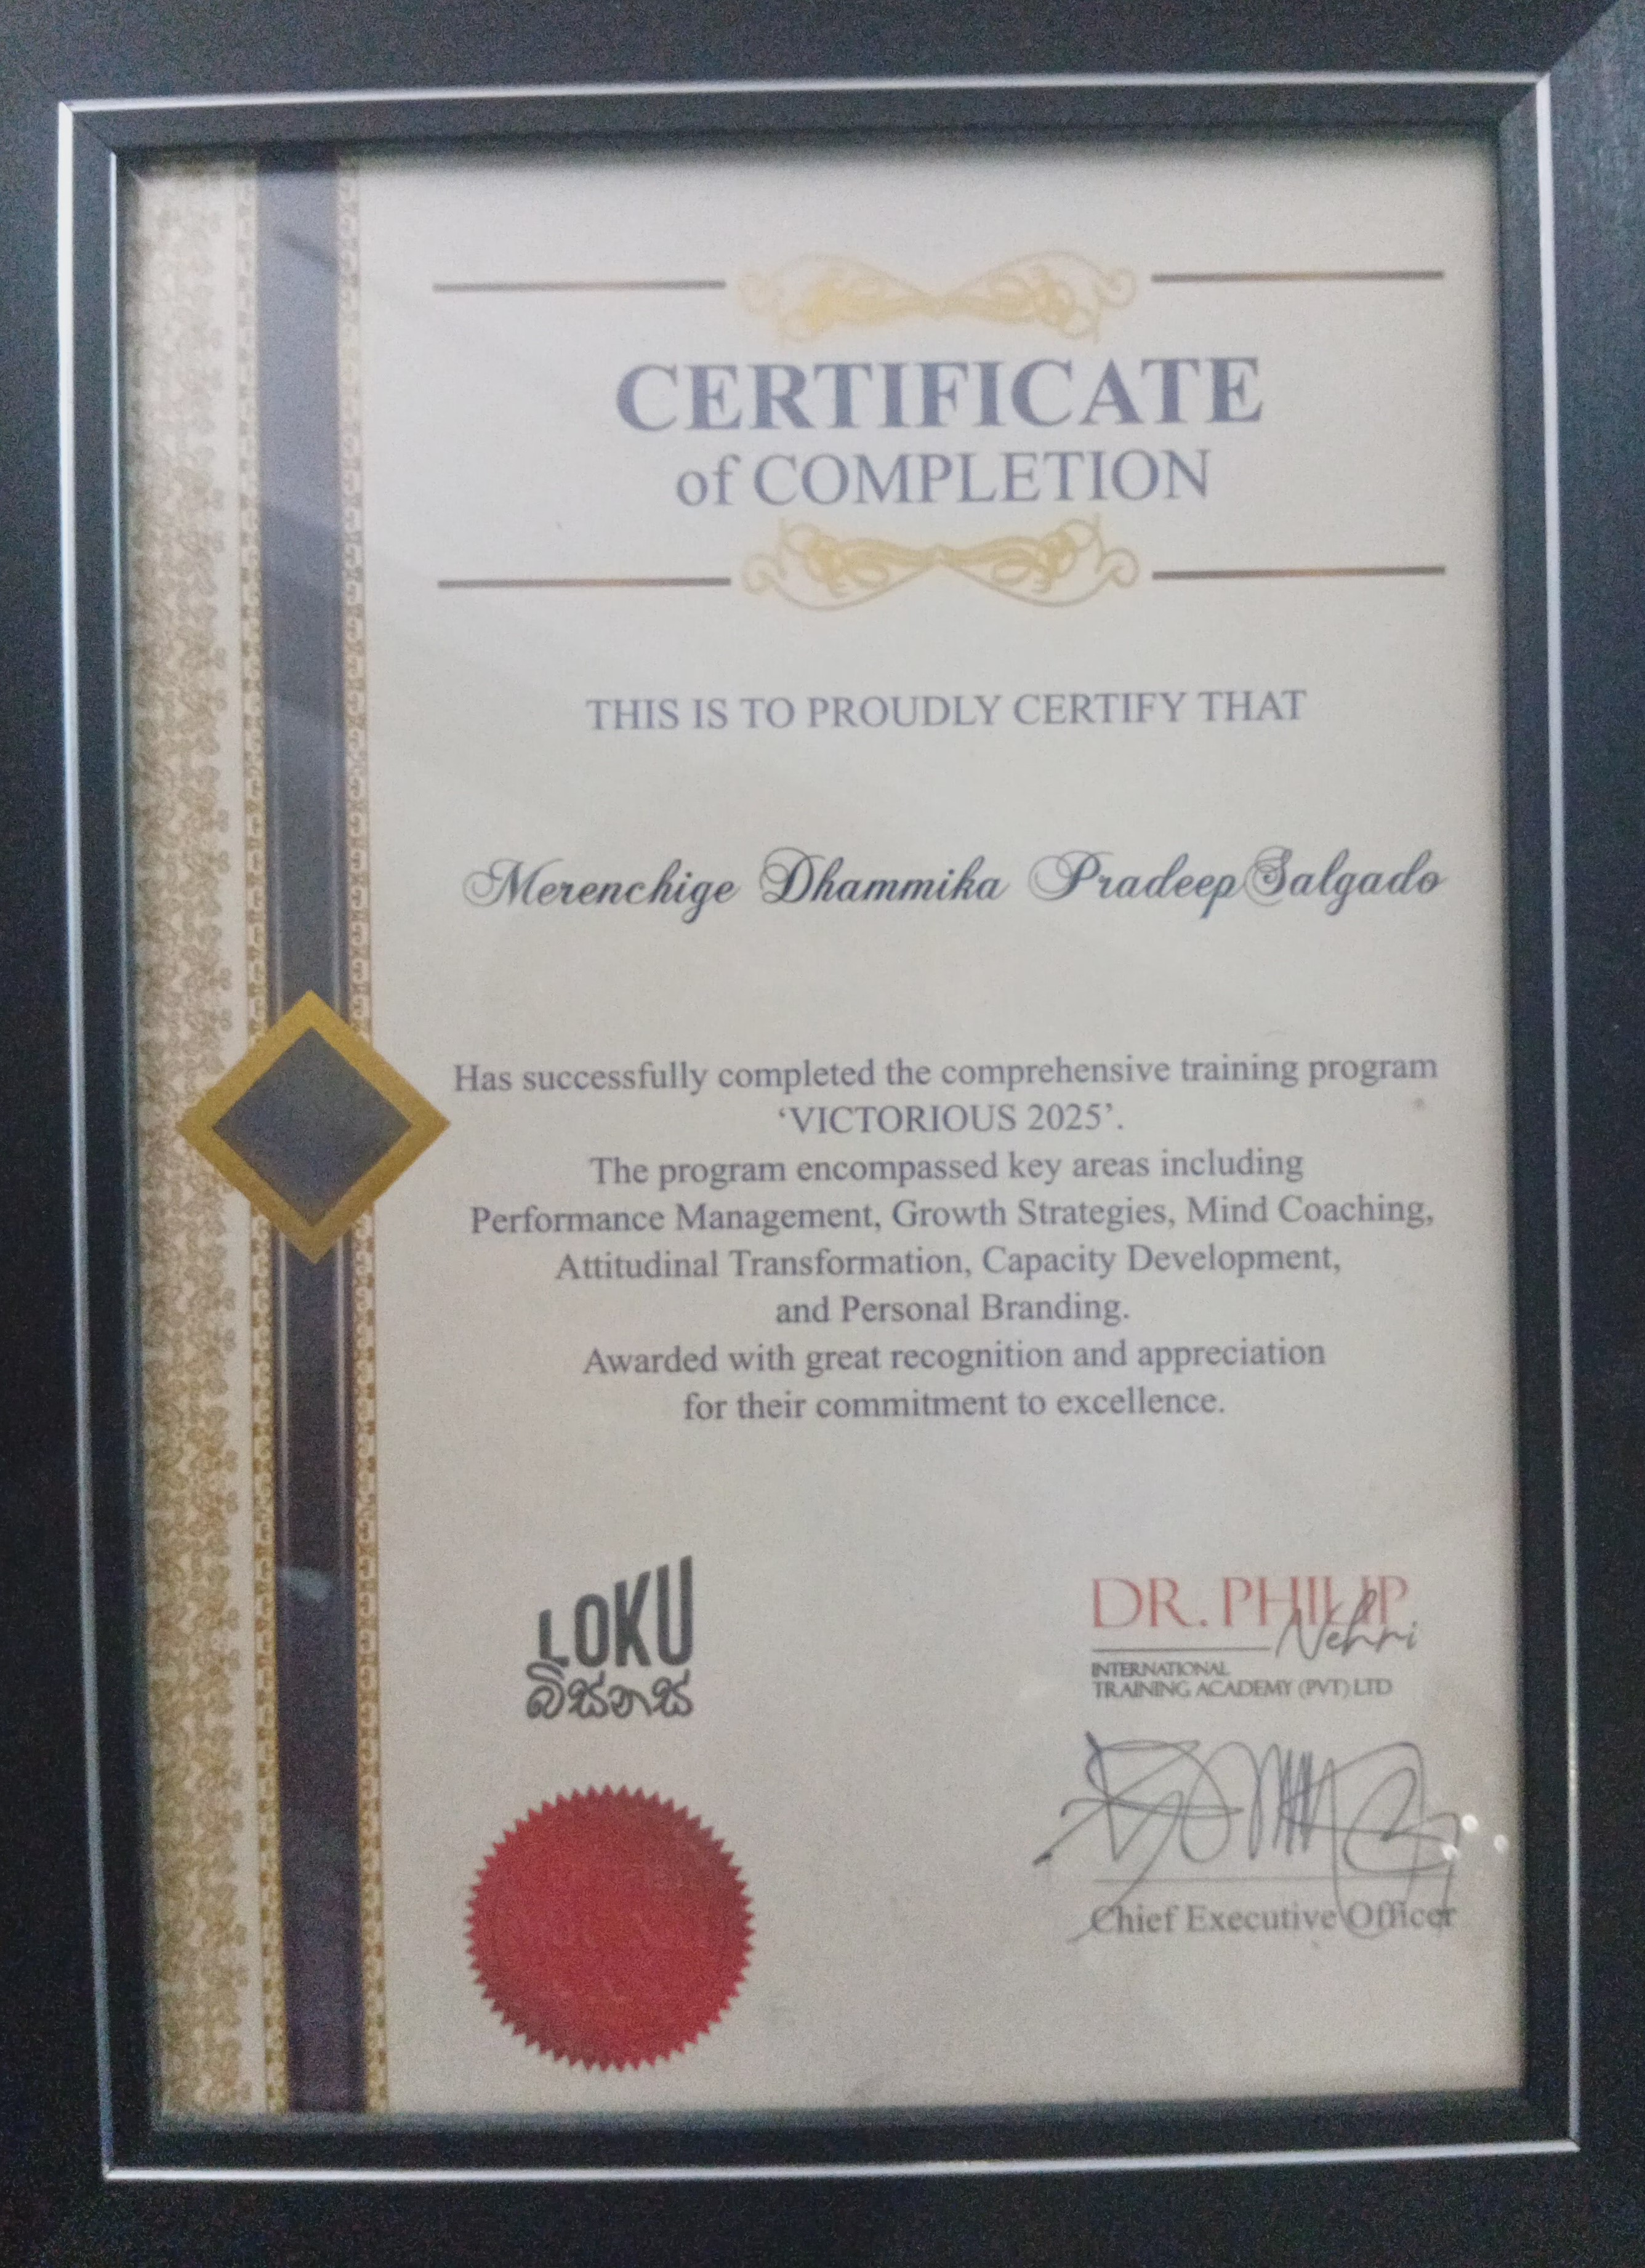 CERTIFICATE
of COMPLETION
THIS IS TO PROUDLY CERTIFY THAT
Merenchige Dhammika Pradeep Salgado
Has successfully completed the comprehensive training program
‘VICTORIOUS 2025’.
The program encompassed key areas including
Performance Management, Growth Strategies, Mind Coaching,
Attitudinal Transformation, Capacity Development,
and Personal Branding.
Awarded with great recognition and appreciation
for their commitment to excellence.
LOKU
බිස්නස්
DR. PHILIP
Nehri
INTERNATIONAL
TRAINING ACADEMY (PVT) LTD
Chief Executive Officer